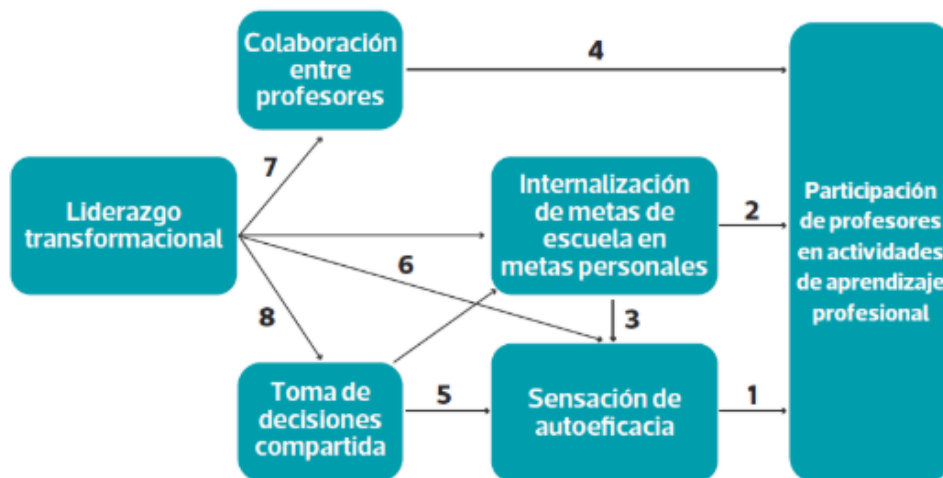 Colaboración
entre
profesores
4
7
Liderazgo
transformacional
Internalización
de metas de
escuela en
metas personales
2
Participación
de profesores
en actividades
de aprendizaje
profesional
6
8
3
Toma de
decisiones
compartida
5
Sensación de
autoeficacia
1